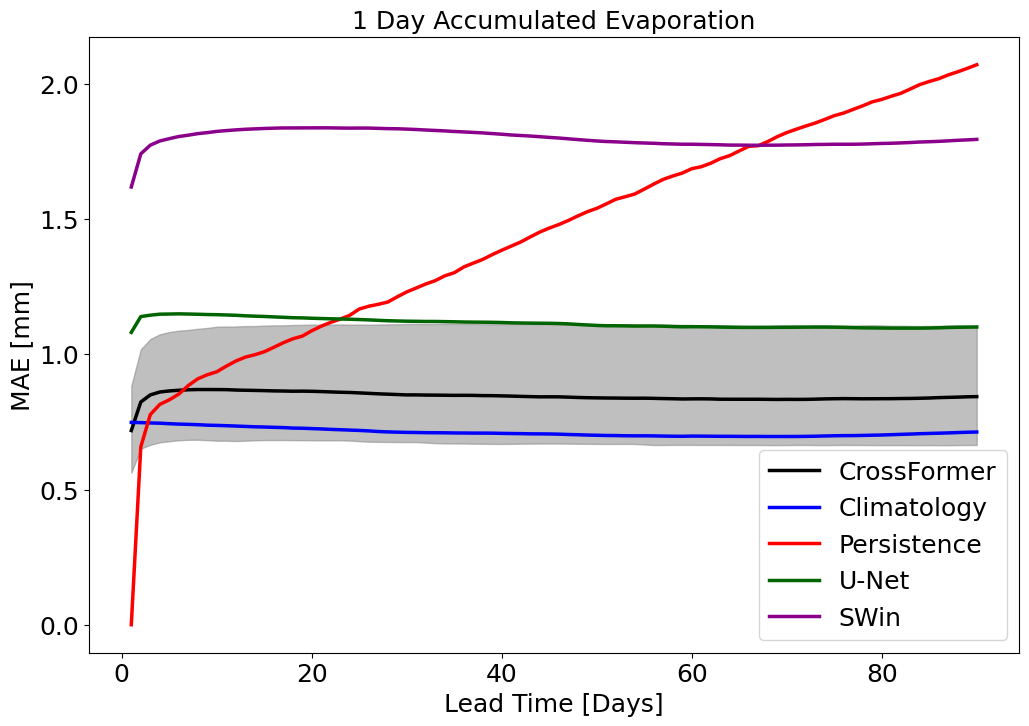 1 Day Accumulated Evaporation
MAE [mm]
2.0
1.5
1.0
0.5
0.0
0
20
40
60
80
Lead Time [Days]
CrossFormer
Climatology
Persistence
U-Net
SWin